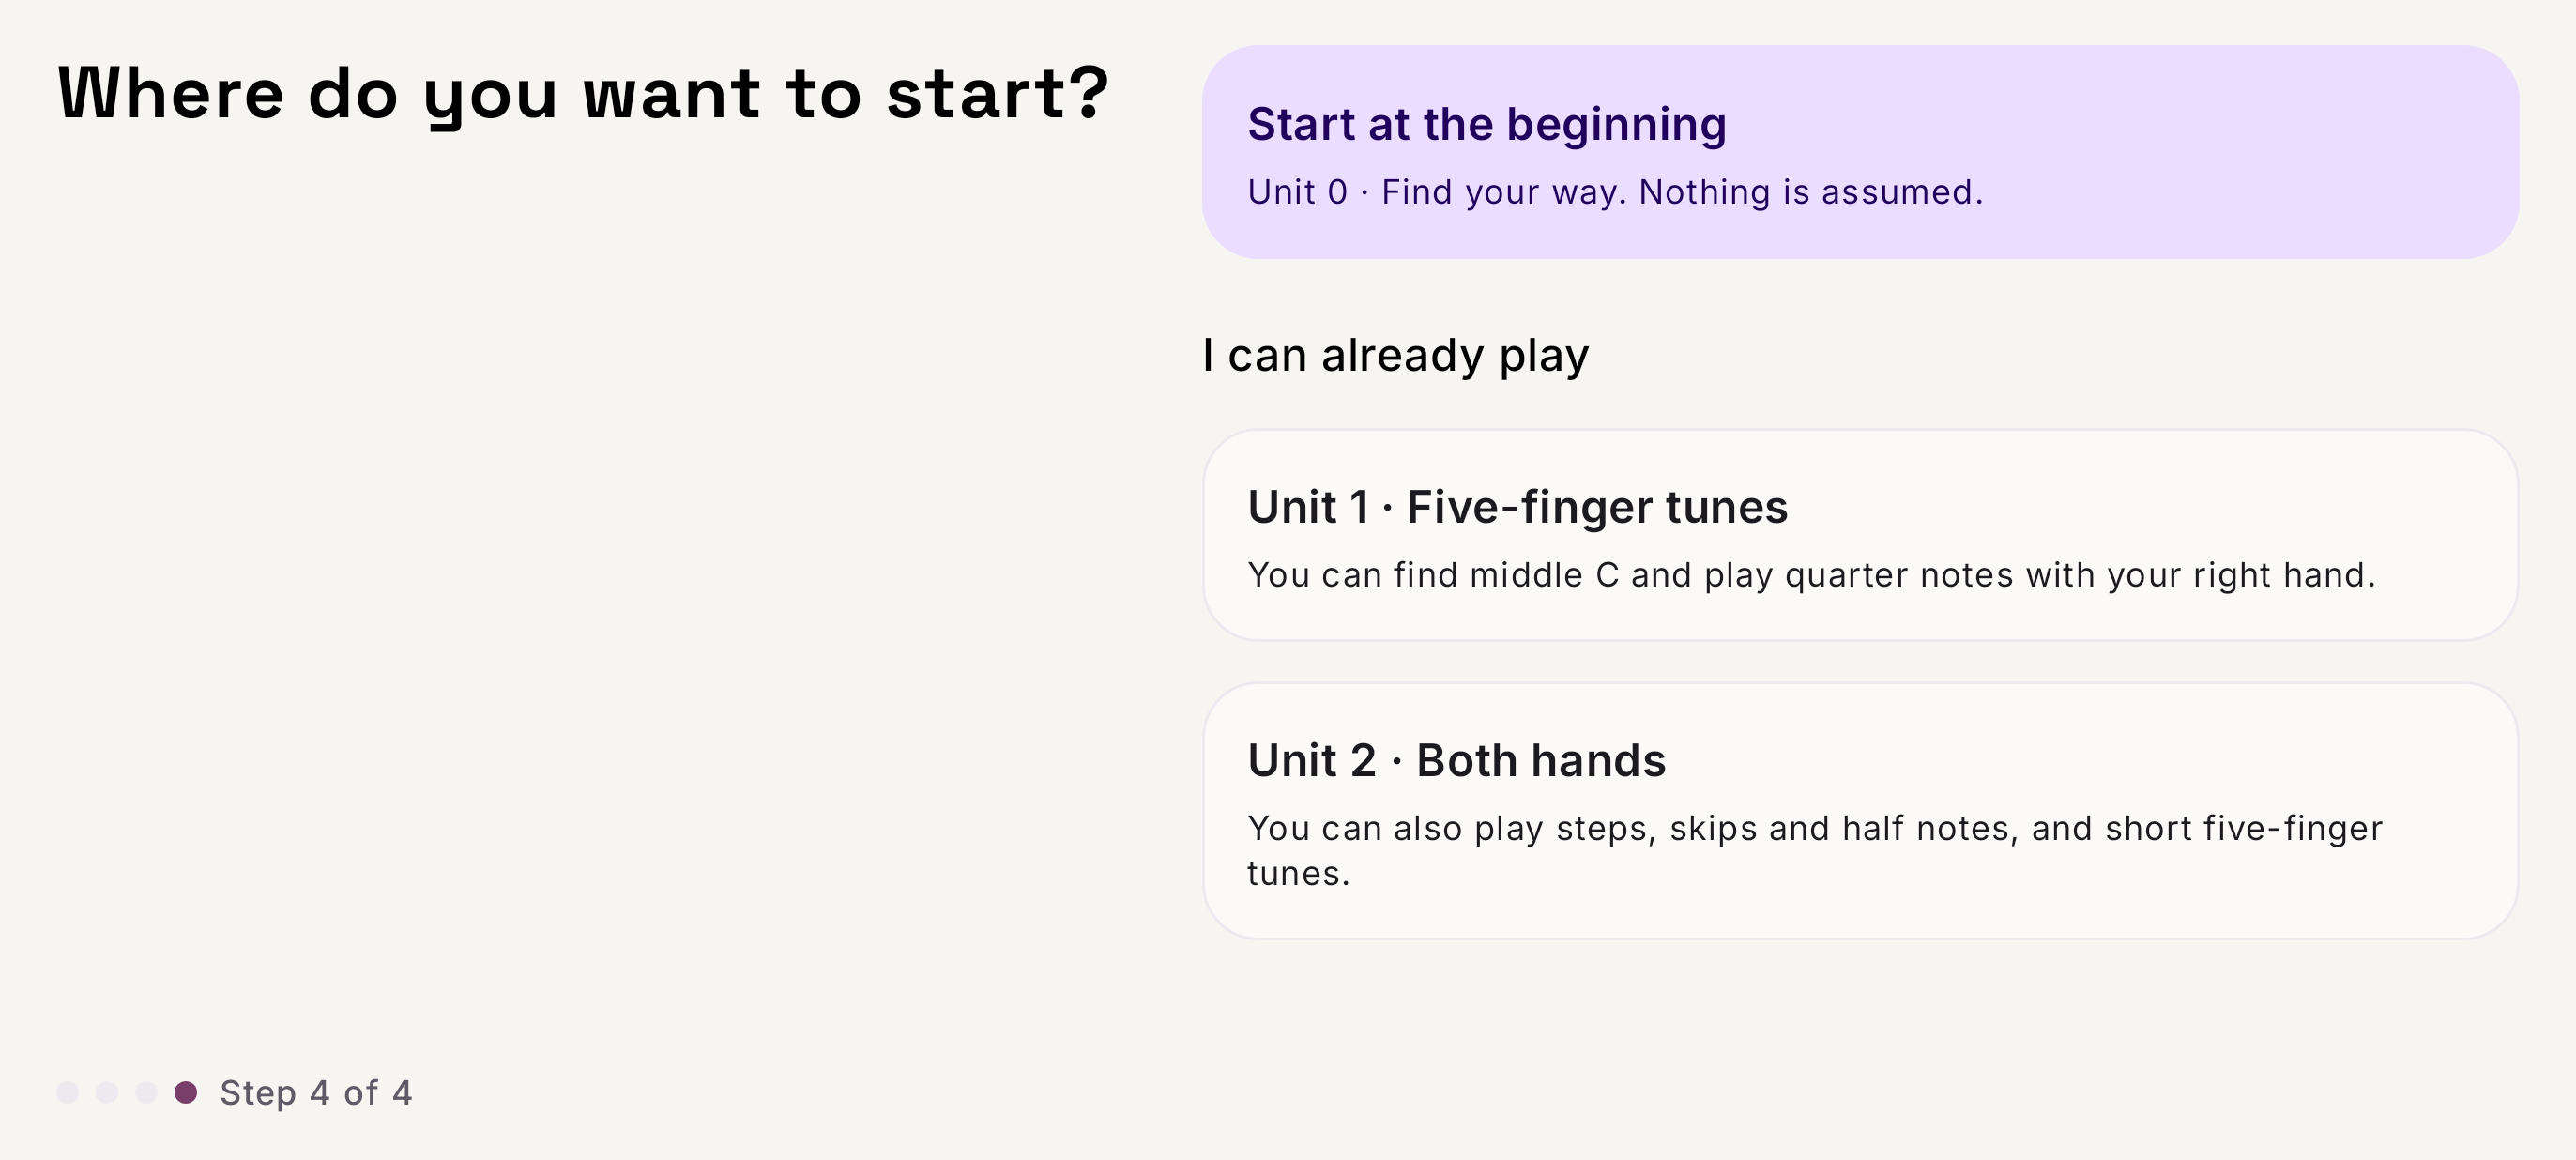 Where do you want to start?
Start at the beginning
Unit 0 · Find your way. Nothing is assumed.
I can already play
Unit 1 · Five-finger tunes
You can find middle C and play quarter notes with your right hand.
Unit 2 · Both hands
You can also play steps, skips and half notes, and short five-finger
tunes.
Step 4 of 4